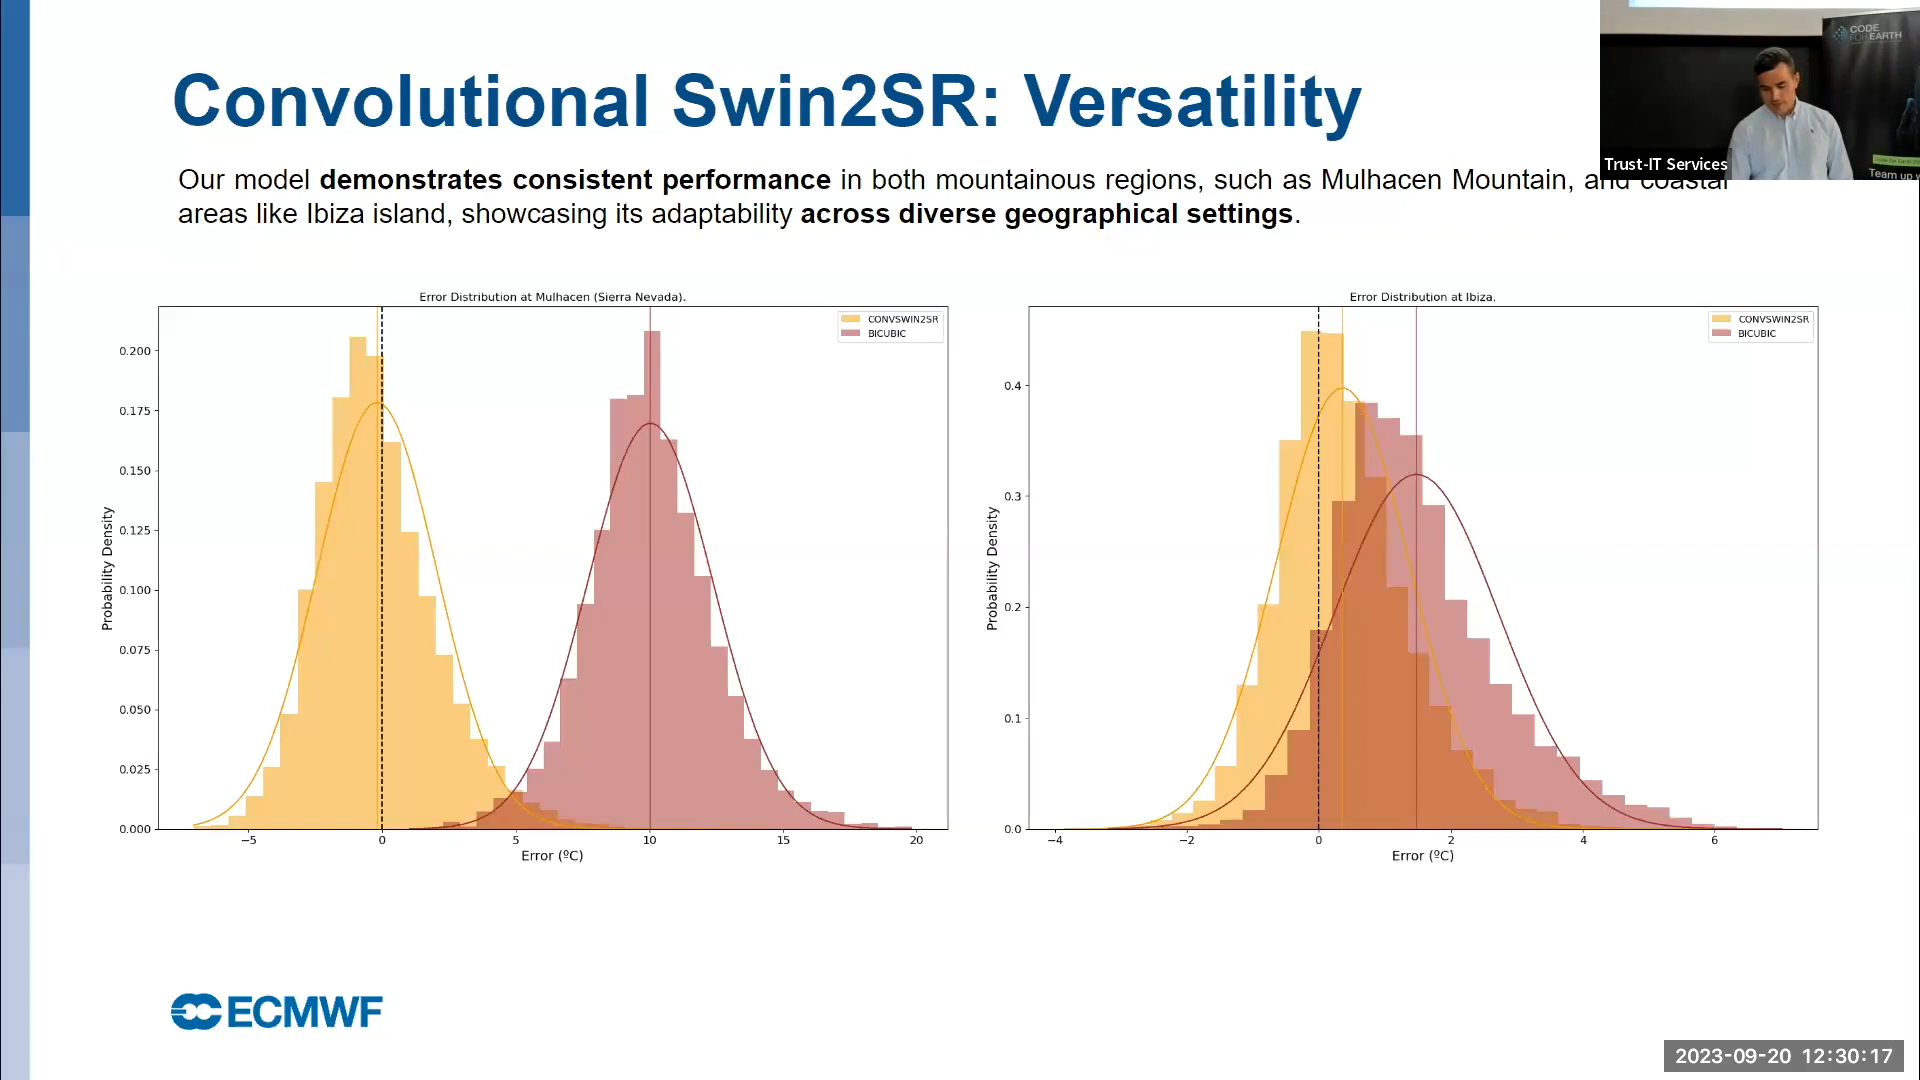 Convolutional Swin2SR: Versatility
Our model demonstrates consistent performance in both mountainous regions, such as Mulhacen Mountain, and coastal
areas like Ibiza island, showcasing its adaptability across diverse geographical settings.
CODE
FOR EARTH
Team up
Trust-IT Services
Error Distribution at Mulhacen (Sierra Nevada).
CONVSWIN2SR
BICUBIC
Probability Density
0.200
0.175
0.150
0.125
0.100
0.075
0.050
0.025
0.000
−5
0
5
10
15
20
Error (ºC)
Error Distribution at Ibiza.
CONVSWIN2SR
BICUBIC
Probability Density
0.4
0.3
0.2
0.1
0.0
−4
−2
0
2
4
6
Error (ºC)
ECMWF
2023-09-20 12:30:17